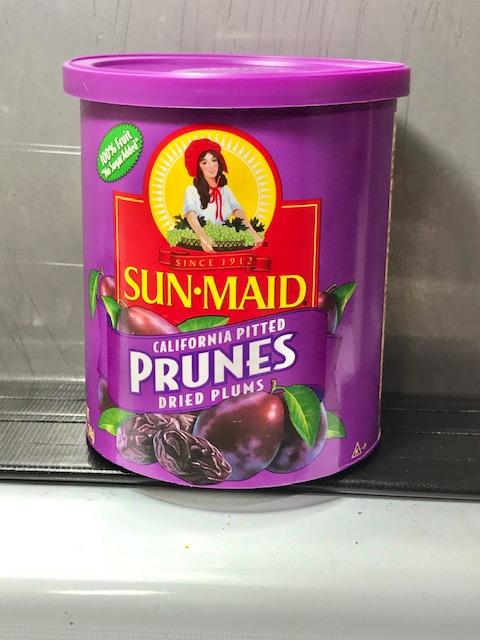 100% Fruit
"No Sugar Added"
SINCE 1912
SUN•MAID
CALIFORNIA PITTED
PRUNES
DRIED PLUMS